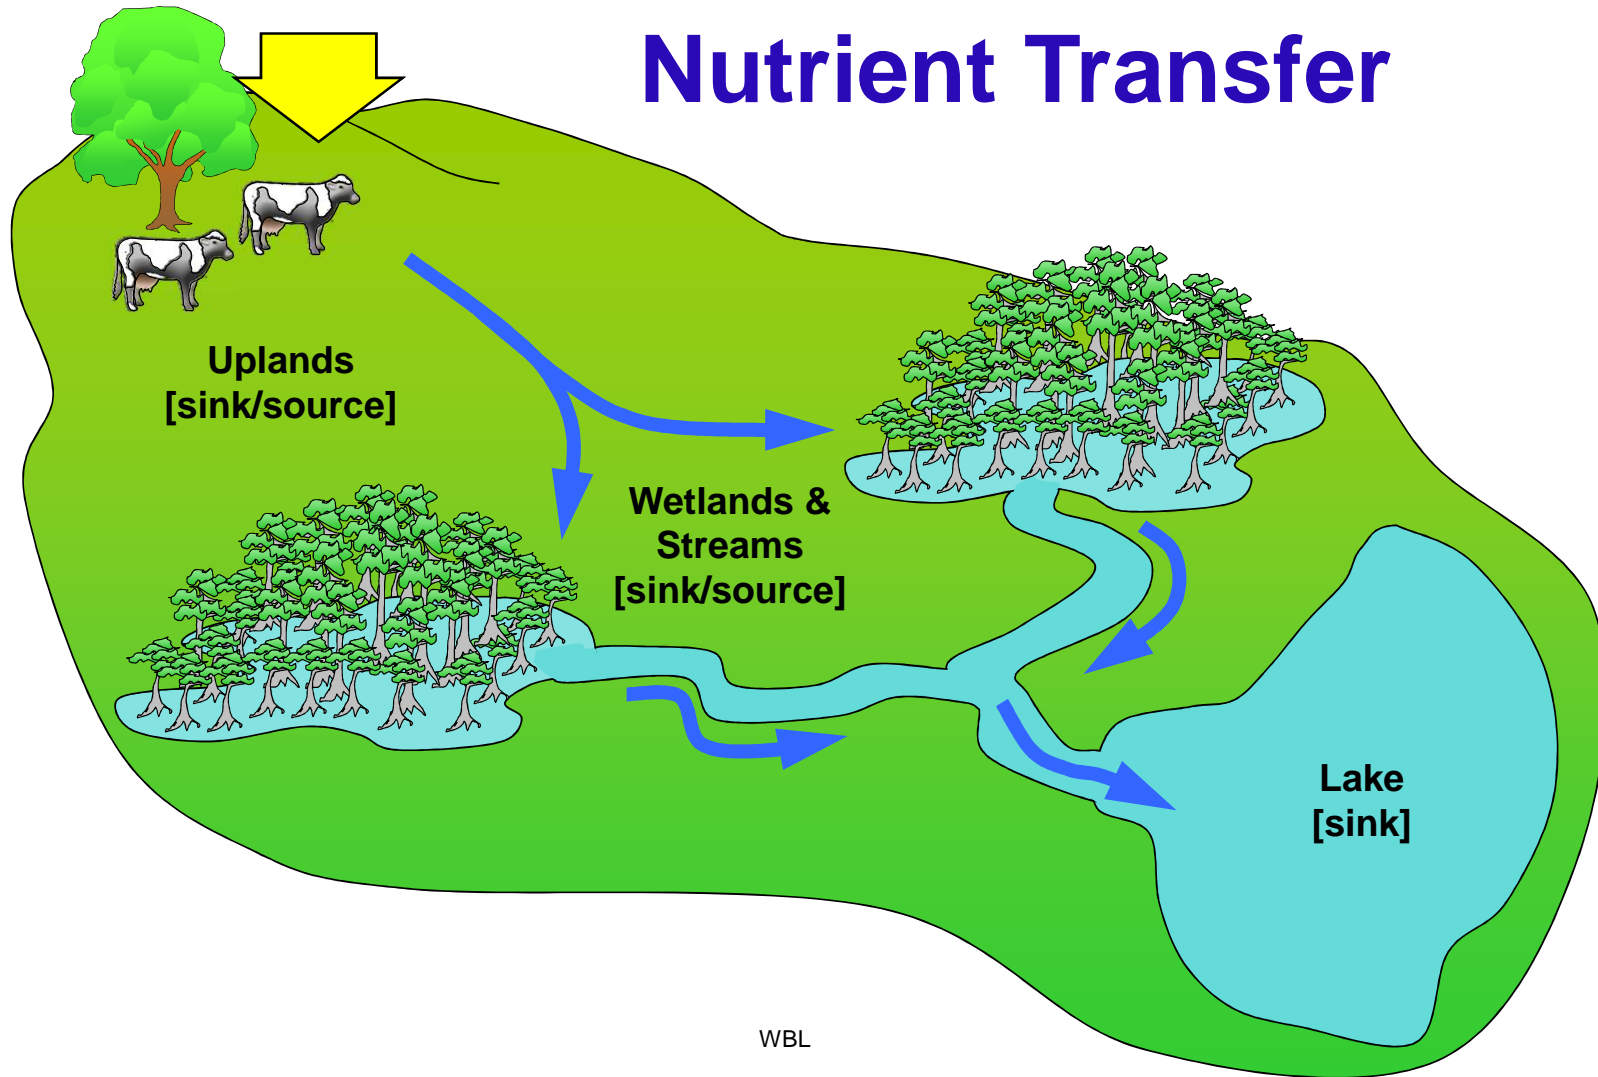 Nutrient Transfer
Uplands
[sink/source]
Wetlands &
Streams
[sink/source]
Lake
[sink]
WBL